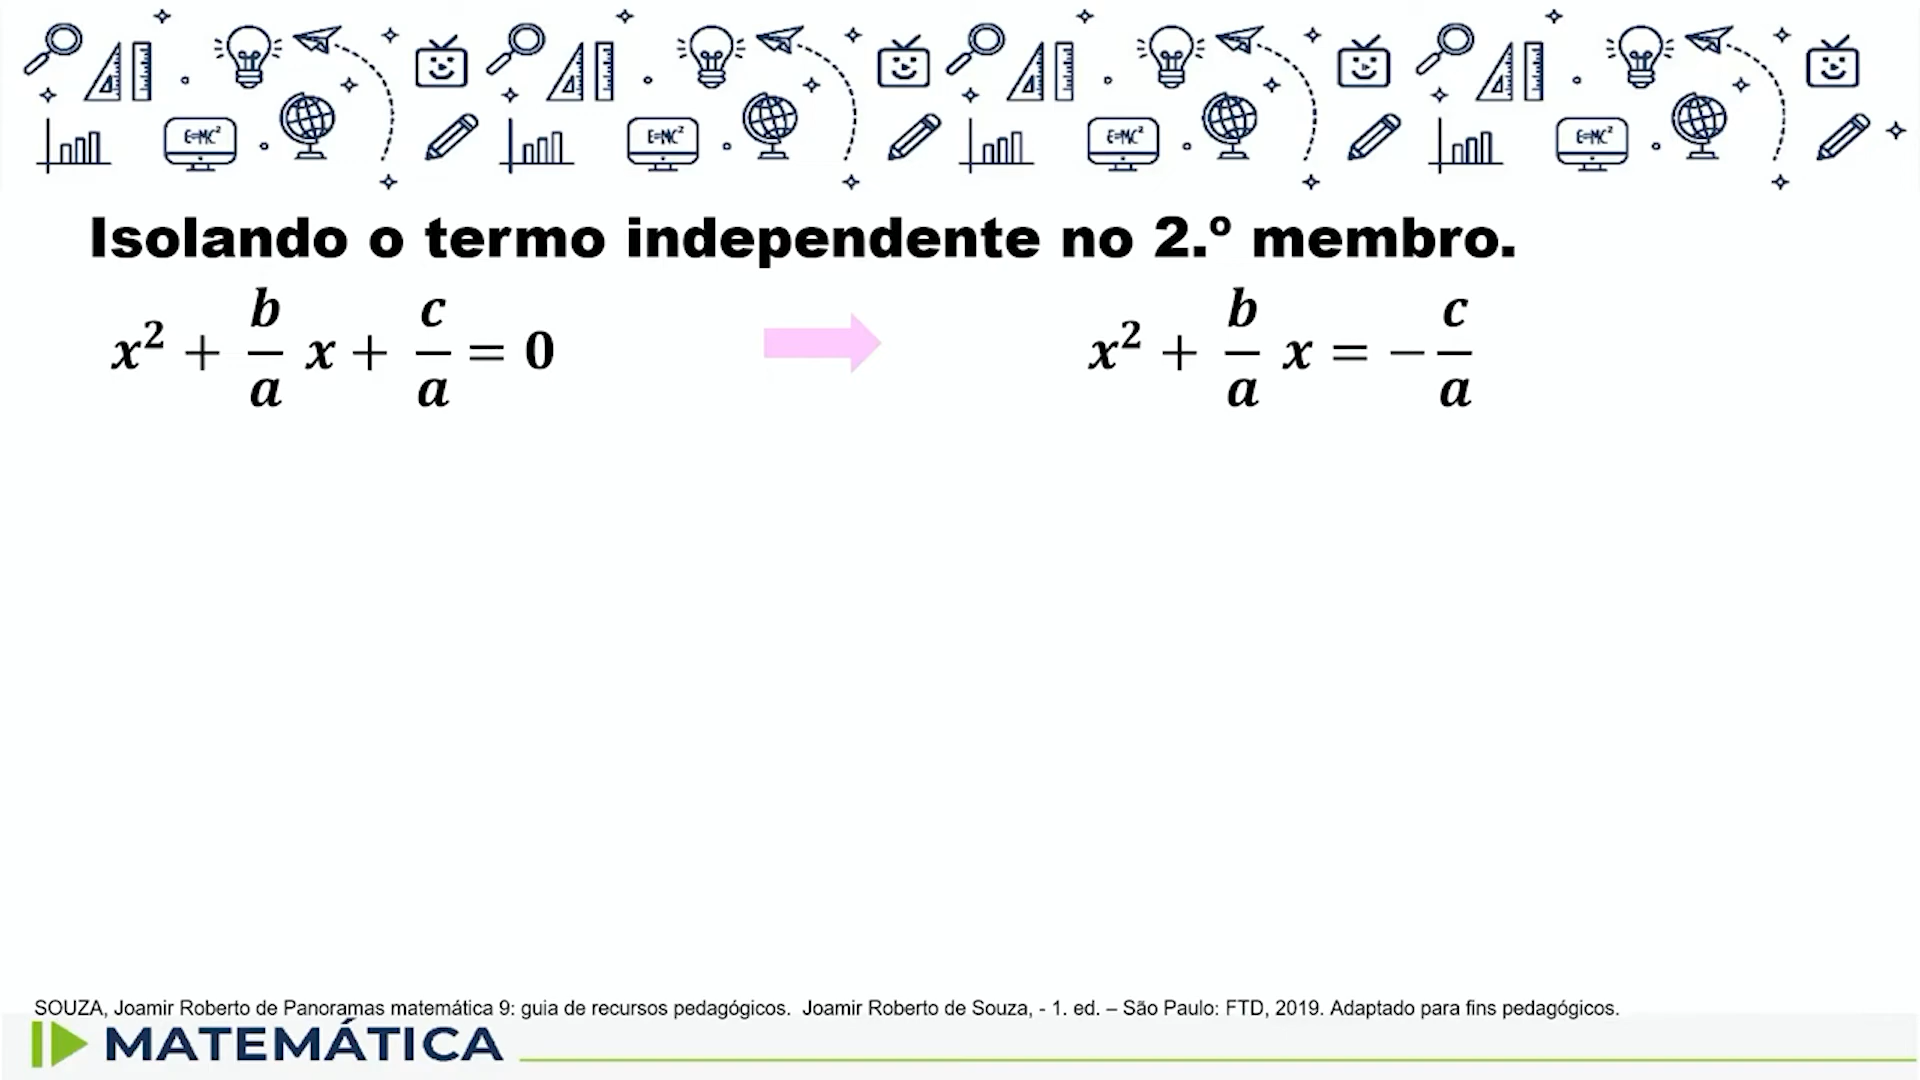 E=MC² E=MC² E=MC² E=MC²
Isolando o termo independente no 2.º membro.
x² + b/a x + c/a = 0 x² + b/a x = − c/a
SOUZA, Joamir Roberto de Panoramas matemática 9: guia de recursos pedagógicos. Joamir Roberto de Souza, - 1. ed. – São Paulo: FTD, 2019. Adaptado para fins pedagógicos.
MATEMÁTICA